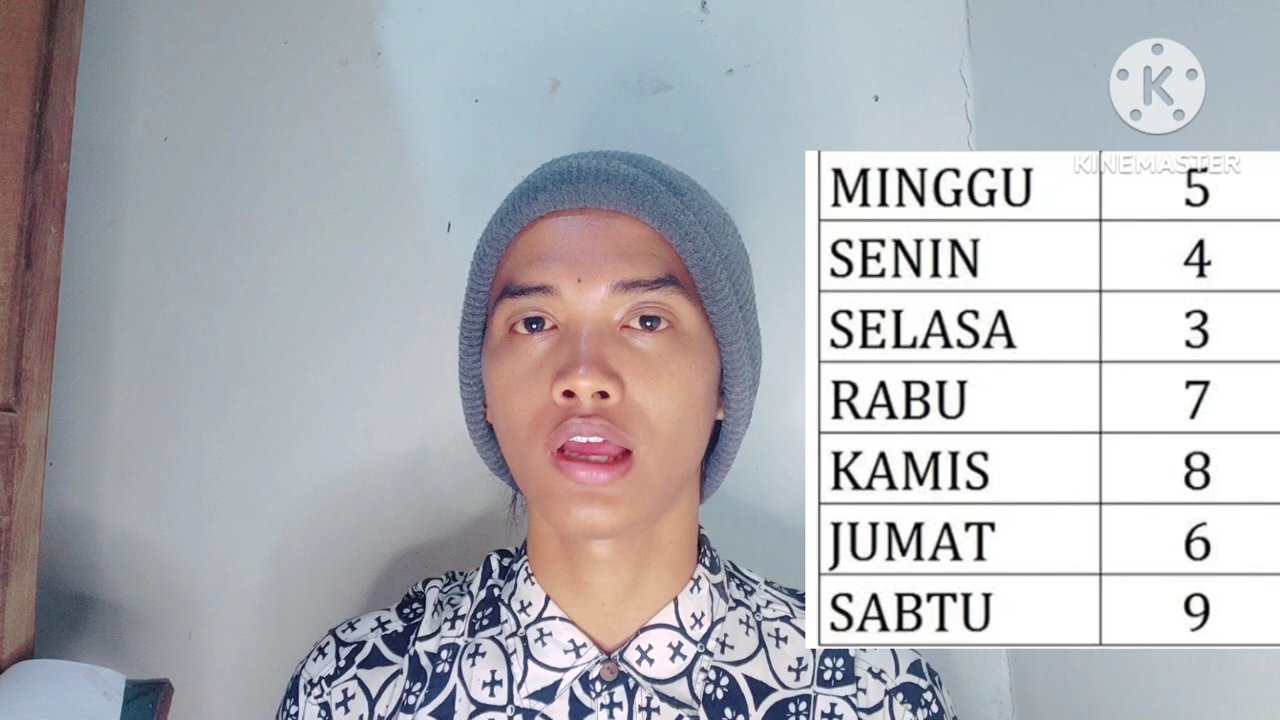 K
KINEMASTER
MINGGU 5
SENIN 4
SELASA 3
RABU 7
KAMIS 8
JUMAT 6
SABTU 9